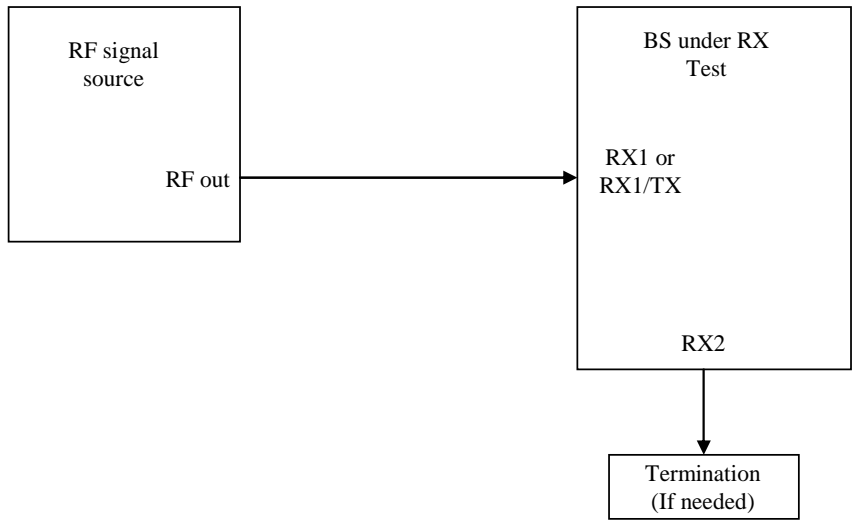 RF signal
source
RF out
BS under RX
Test
RX1 or
RX1/TX
RX2
Termination
(If needed)